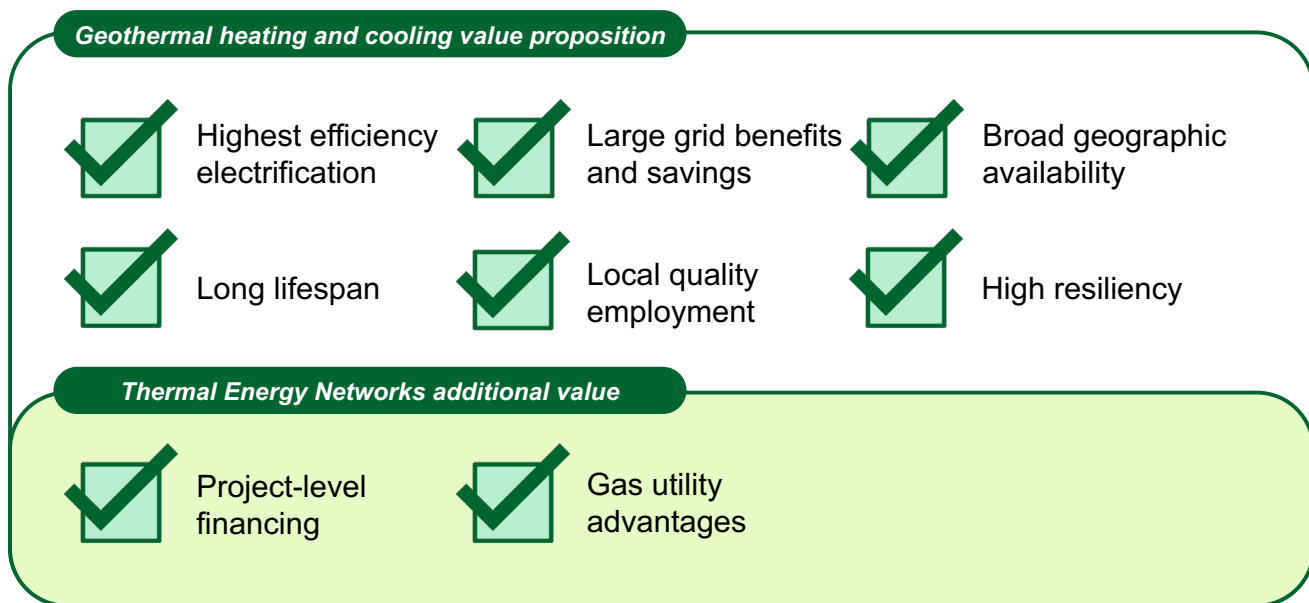 Geothermal heating and cooling value proposition
Highest efficiency
electrification
Large grid benefits
and savings
Broad geographic
availability
Long lifespan
Local quality
employment
High resiliency
Thermal Energy Networks additional value
Project-level
financing
Gas utility
advantages